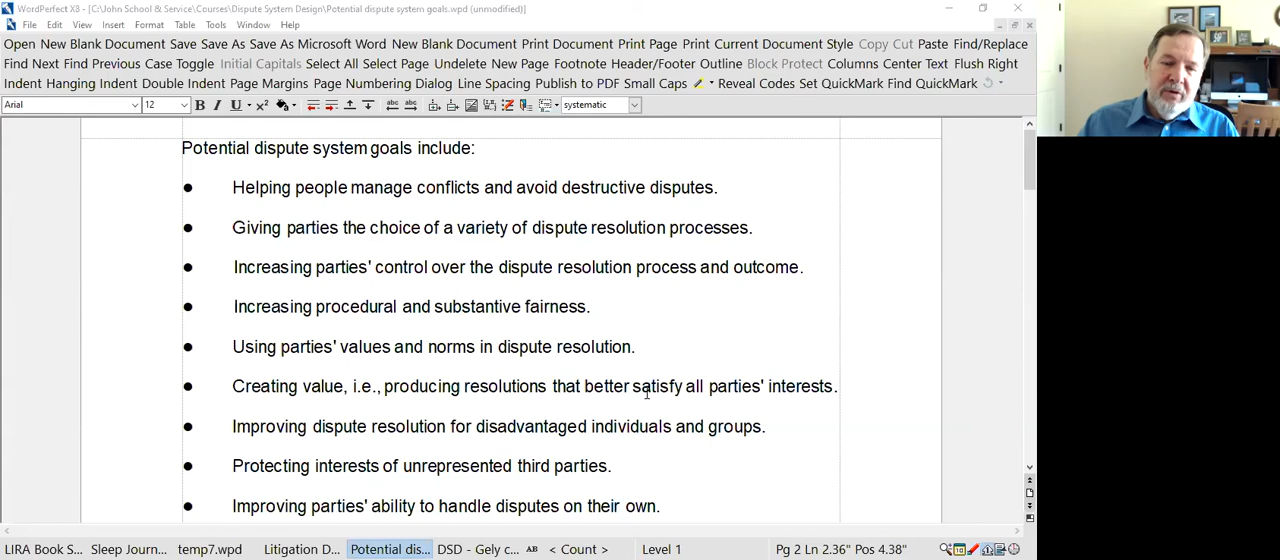 WordPerfect X8 - [C:\John School & Service\Courses\Dispute System Design\Potential dispute system goals.wpd (unmodified)]
File Edit View Insert Format Table Tools Window Help
Open New Blank Document Save Save As Save As Microsoft Word New Blank Document Print Document Print Page Print Current Document Style Copy Cut Paste Find/Replace
Find Next Find Previous Case Toggle Initial Capitals Select All Select Page Undelete New Page Footnote Header/Footer Outline Block Protect Columns Center Text Flush Right
Indent Hanging Indent Double Indent Page Margins Page Numbering Dialog Line Spacing Publish to PDF Small Caps Reveal Codes Set QuickMark Find QuickMark
Arial 12 B I U x² systematic
Potential dispute system goals include:
● Helping people manage conflicts and avoid destructive disputes.
● Giving parties the choice of a variety of dispute resolution processes.
● Increasing parties' control over the dispute resolution process and outcome.
● Increasing procedural and substantive fairness.
● Using parties' values and norms in dispute resolution.
● Creating value, i.e., producing resolutions that better satisfy all parties' interests.
● Improving dispute resolution for disadvantaged individuals and groups.
● Protecting interests of unrepresented third parties.
● Improving parties' ability to handle disputes on their own.
LIRA Book S... Sleep Journ... temp7.wpd Litigation D... Potential dis... DSD - Gely c... AB < Count > Level 1 Pg 2 Ln 2.36" Pos 4.38"